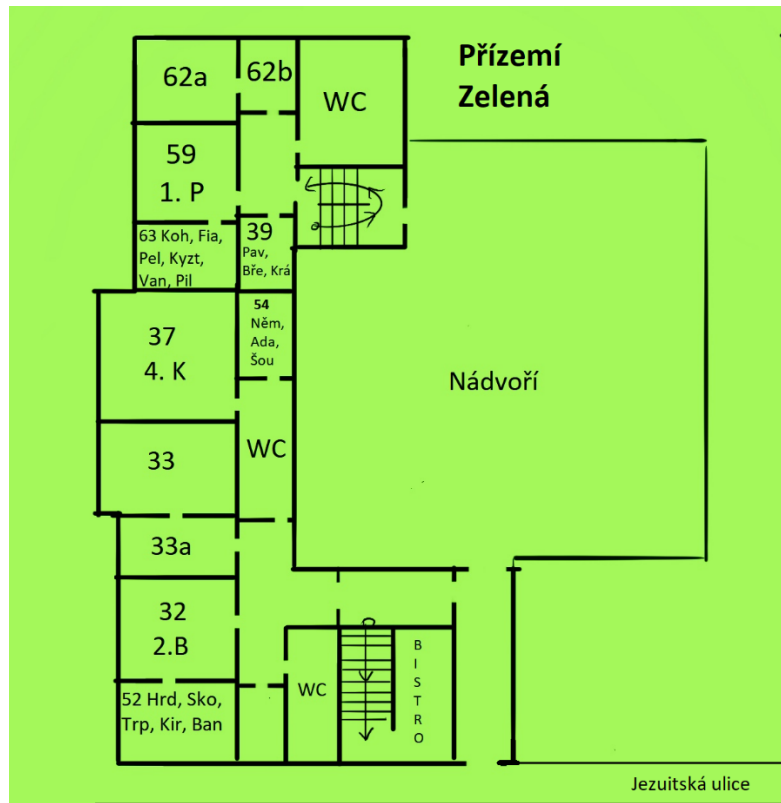 Přízemí
Zelená
62a
62b
WC
59
1. P
63 Koh, Fia,
Pel, Kyzt,
Van, Pil
39
Pav,
Bře, Krá
54
Něm,
Ada,
Šou
37
4. K
Nádvoří
WC
33
33a
32
2.B
52 Hrd, Sko,
Trp, Kir, Ban
WC
BISTRO
Jezuitská ulice